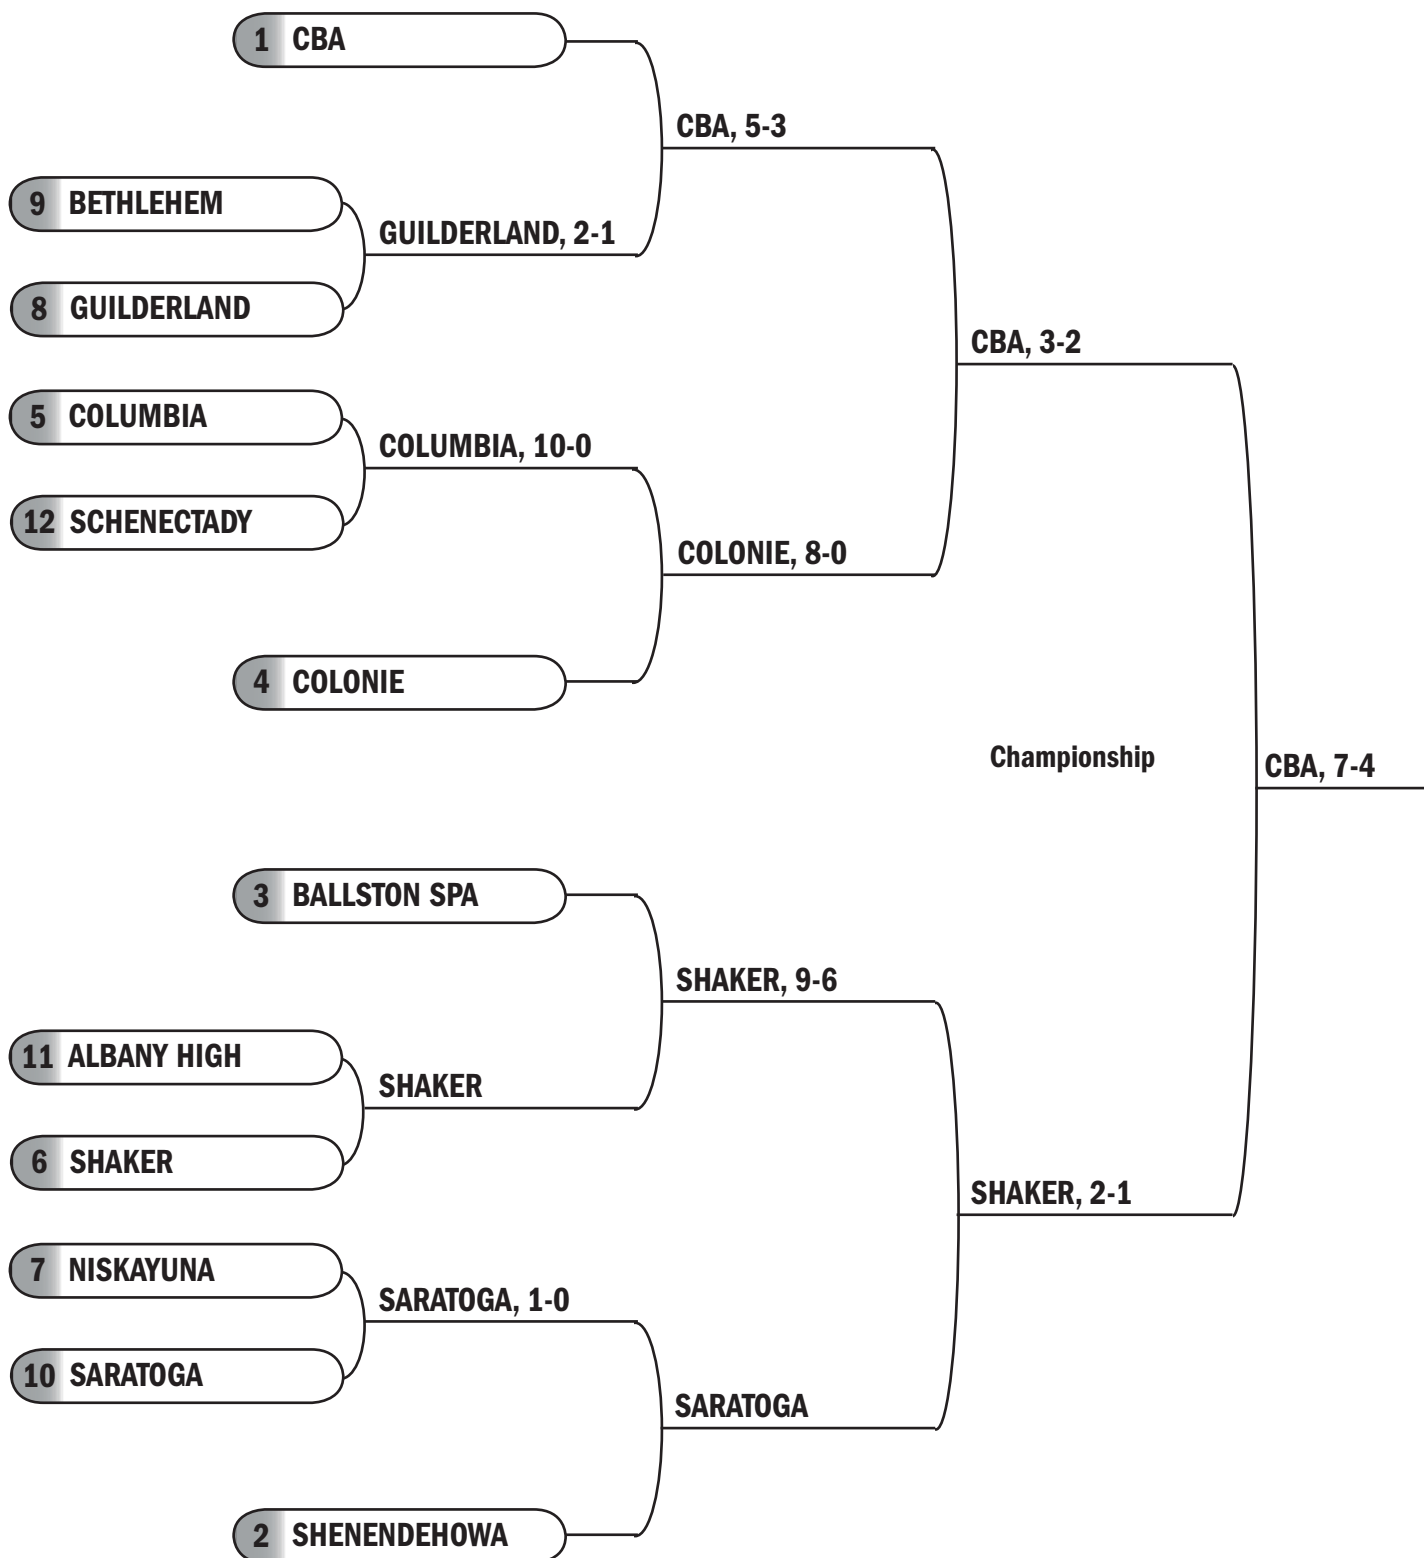 1 CBA
CBA, 5-3
9 BETHLEHEM
GUILDERLAND, 2-1
8 GUILDERLAND
CBA, 3-2
5 COLUMBIA
COLUMBIA, 10-0
12 SCHENECTADY
COLONIE, 8-0
4 COLONIE
Championship
CBA, 7-4
3 BALLSTON SPA
SHAKER, 9-6
11 ALBANY HIGH
SHAKER
6 SHAKER
SHAKER, 2-1
7 NISKAYUNA
SARATOGA, 1-0
10 SARATOGA
SARATOGA
2 SHENENDEHOWA